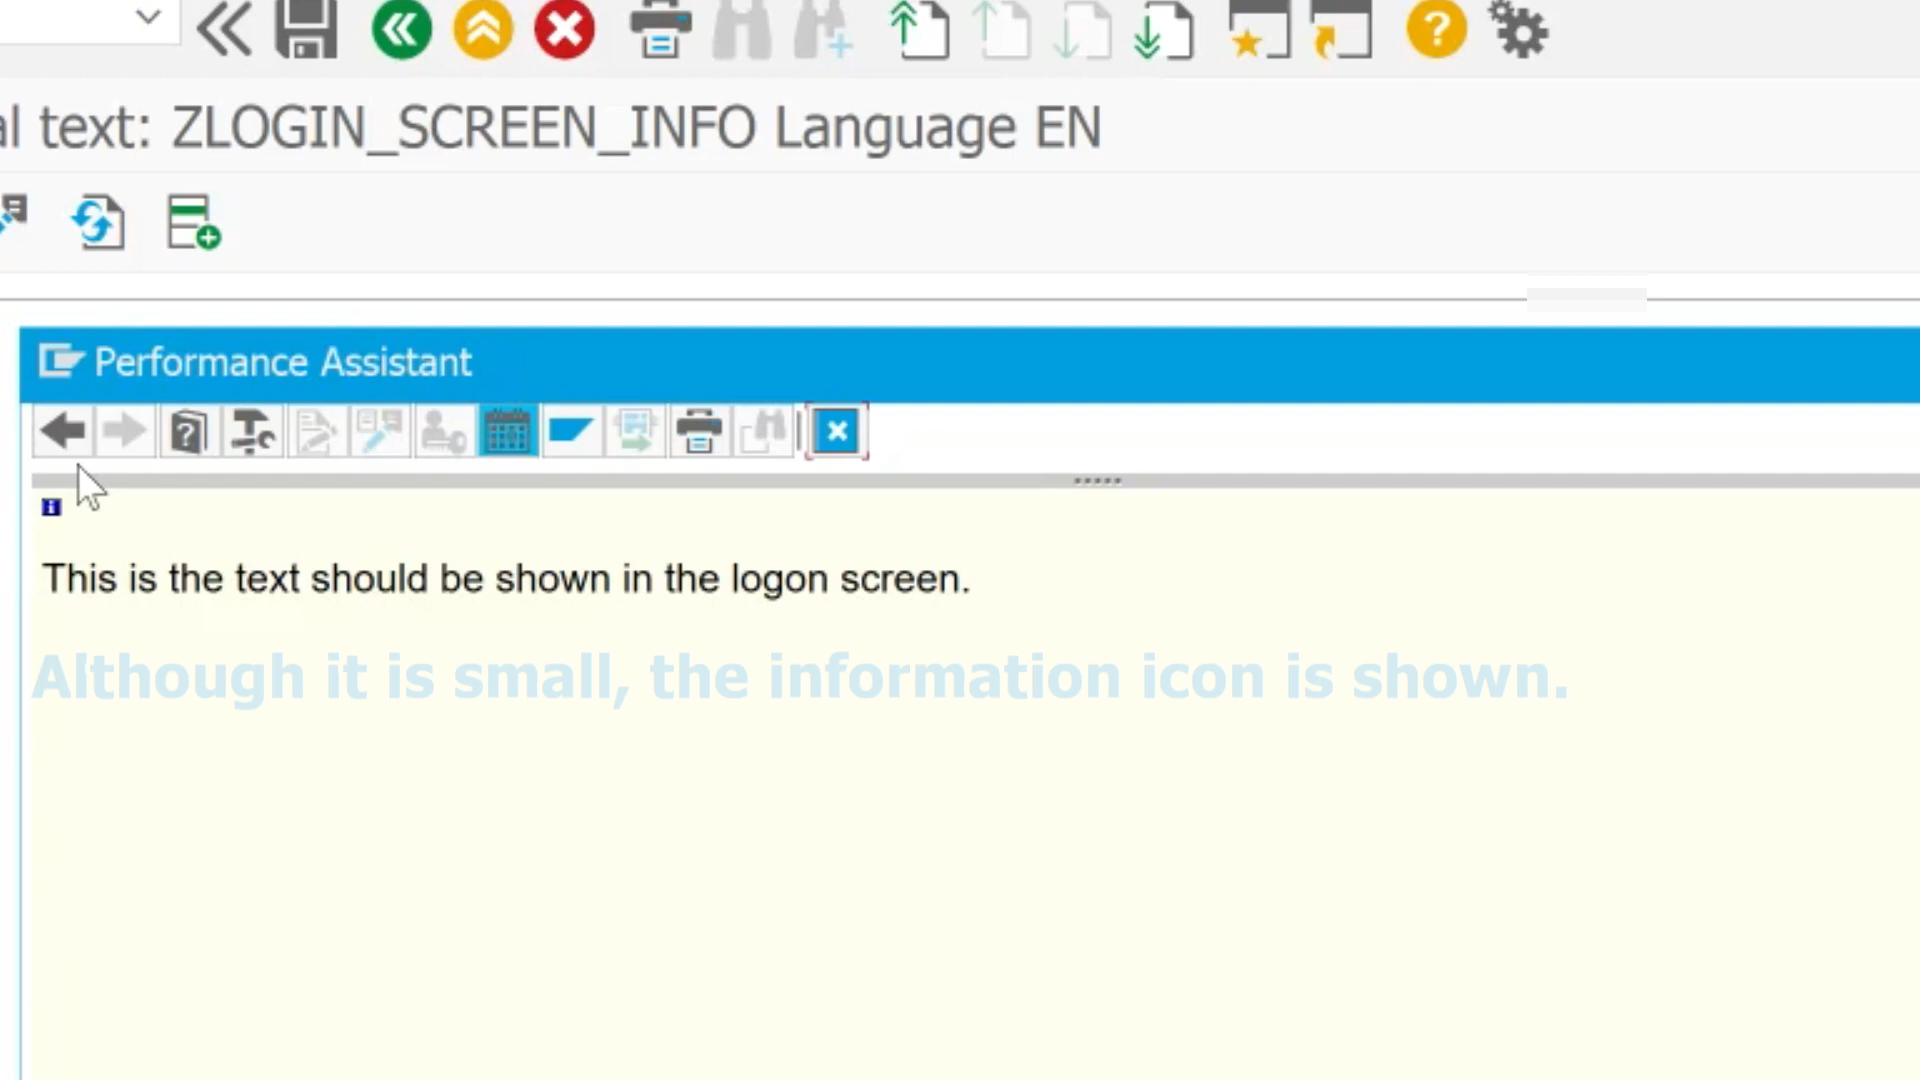 al text: ZLOGIN_SCREEN_INFO Language EN
Performance Assistant
This is the text should be shown in the logon screen.
Although it is small, the information icon is shown.